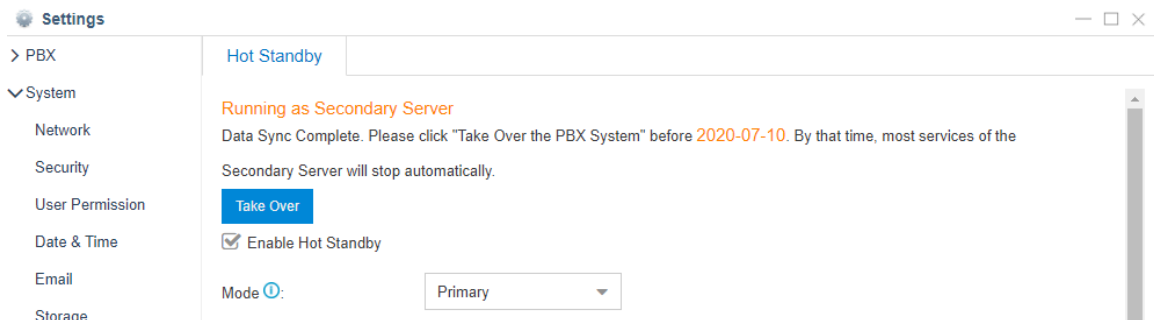 Settings
PBX
Hot Standby
System
Network
Security
User Permission
Date & Time
Email
Storage
Running as Secondary Server
Data Sync Complete. Please click "Take Over the PBX System" before 2020-07-10. By that time, most services of the
Secondary Server will stop automatically.
Take Over
Enable Hot Standby
Mode :
Primary